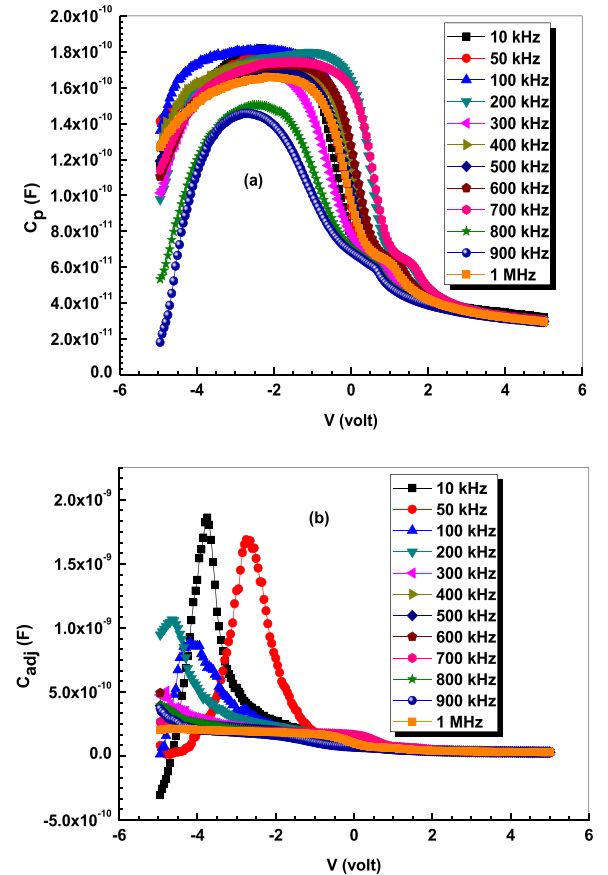 2.0x10⁻¹⁰
1.8x10⁻¹⁰
1.6x10⁻¹⁰
1.4x10⁻¹⁰
1.2x10⁻¹⁰
1.0x10⁻¹⁰
8.0x10⁻¹¹
6.0x10⁻¹¹
4.0x10⁻¹¹
2.0x10⁻¹¹
0.0
Cₚ (F)
(a)
10 kHz
50 kHz
100 kHz
200 kHz
300 kHz
400 kHz
500 kHz
600 kHz
700 kHz
800 kHz
900 kHz
1 MHz
-6 -4 -2 0 2 4 6
V (volt)
2.0x10⁻⁹
1.5x10⁻⁹
1.0x10⁻⁹
5.0x10⁻¹⁰
0.0
-5.0x10⁻¹⁰
C_adj (F)
(b)
10 kHz
50 kHz
100 kHz
200 kHz
300 kHz
400 kHz
500 kHz
600 kHz
700 kHz
800 kHz
900 kHz
1 MHz
-6 -4 -2 0 2 4 6
V (volt)